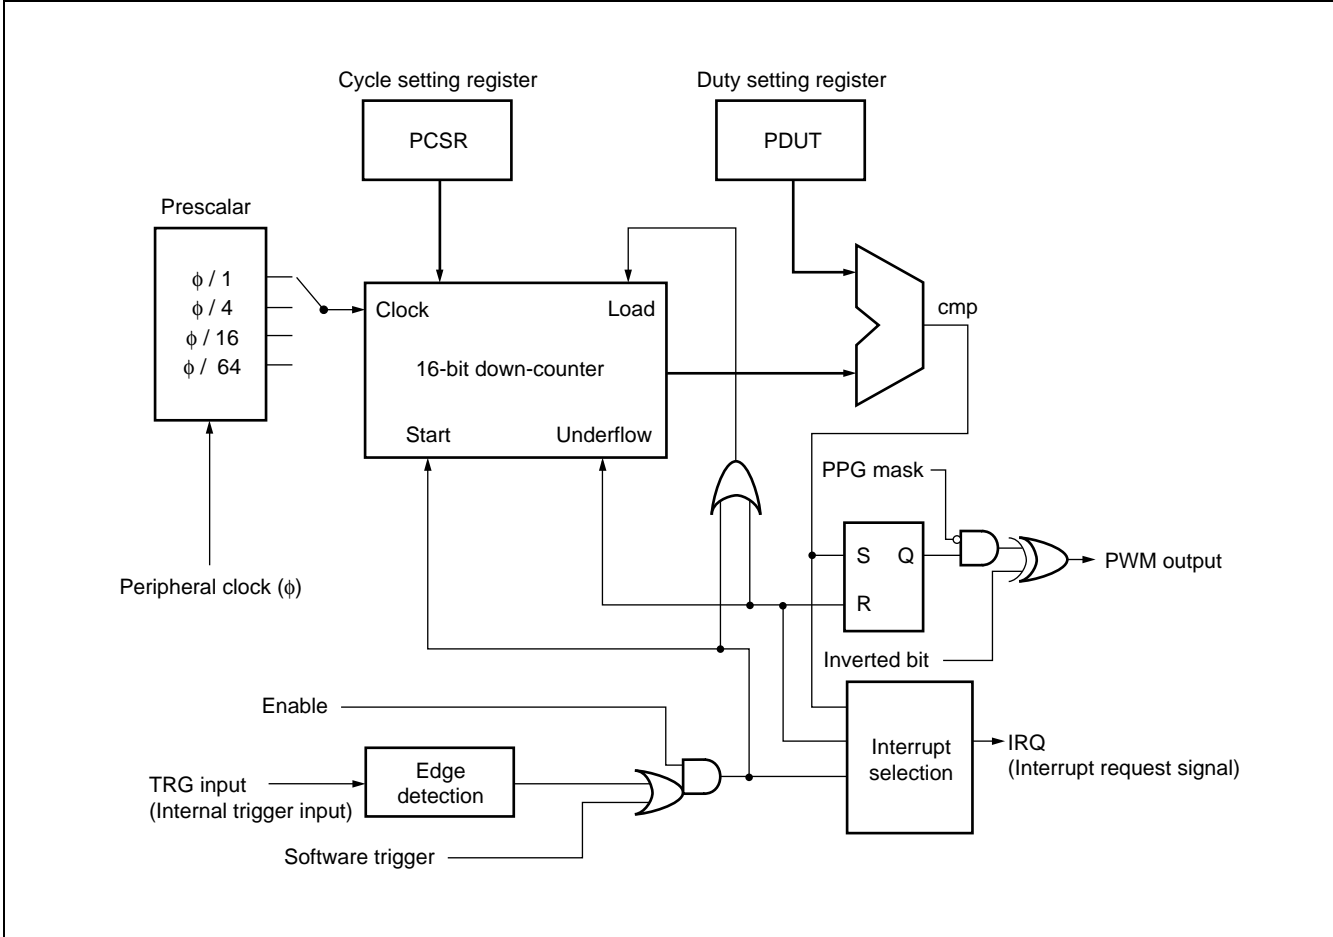 Cycle setting register
Duty setting register
PCSR
PDUT
Prescalar
ϕ / 1
ϕ / 4
ϕ / 16
ϕ / 64
Clock
Load
16-bit down-counter
Start
Underflow
cmp
PPG mask
S
Q
R
PWM output
Peripheral clock (ϕ)
Inverted bit
Enable
TRG input
(Internal trigger input)
Edge
detection
Software trigger
Interrupt
selection
IRQ
(Interrupt request signal)